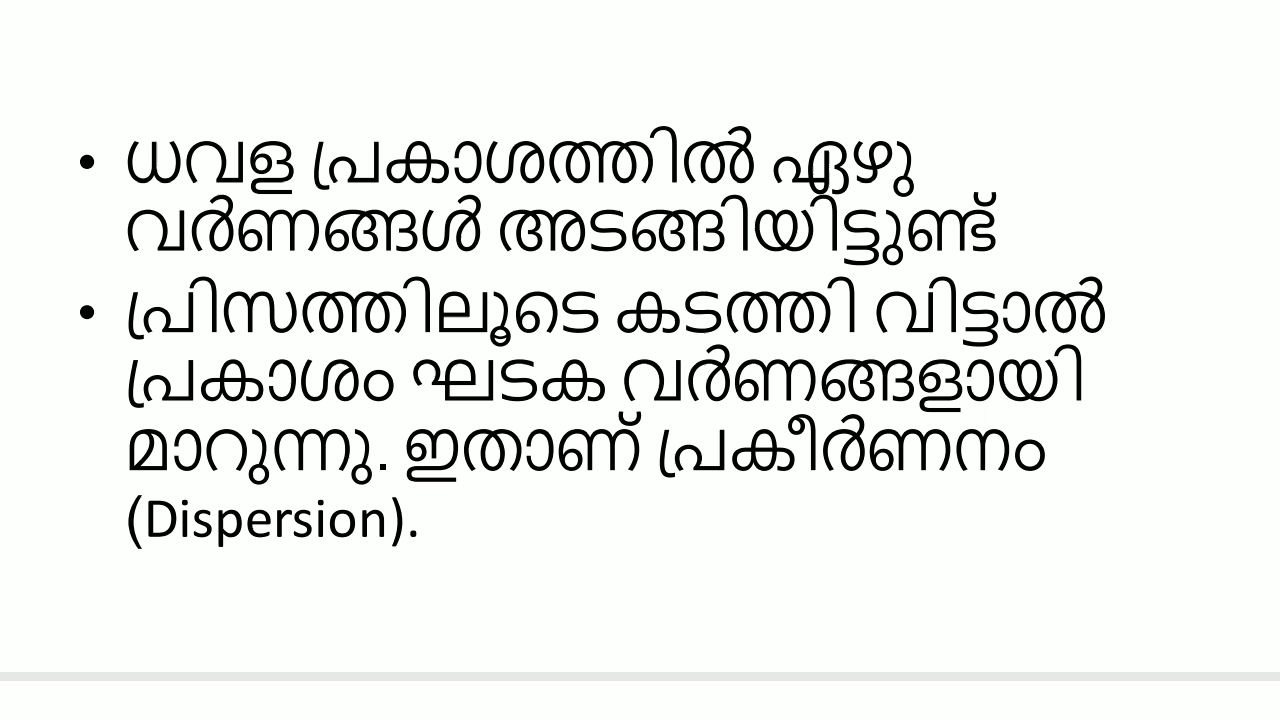 • ധവള പ്രകാശത്തിൽ ഏഴു
വർണങ്ങൾ അടങ്ങിയിട്ടുണ്ട്
• പ്രിസത്തിലൂടെ കടത്തി വിട്ടാൽ
പ്രകാശം ഘടക വർണങ്ങളായി
മാറുന്നു. ഇതാണ് പ്രകീർണനം
(Dispersion).